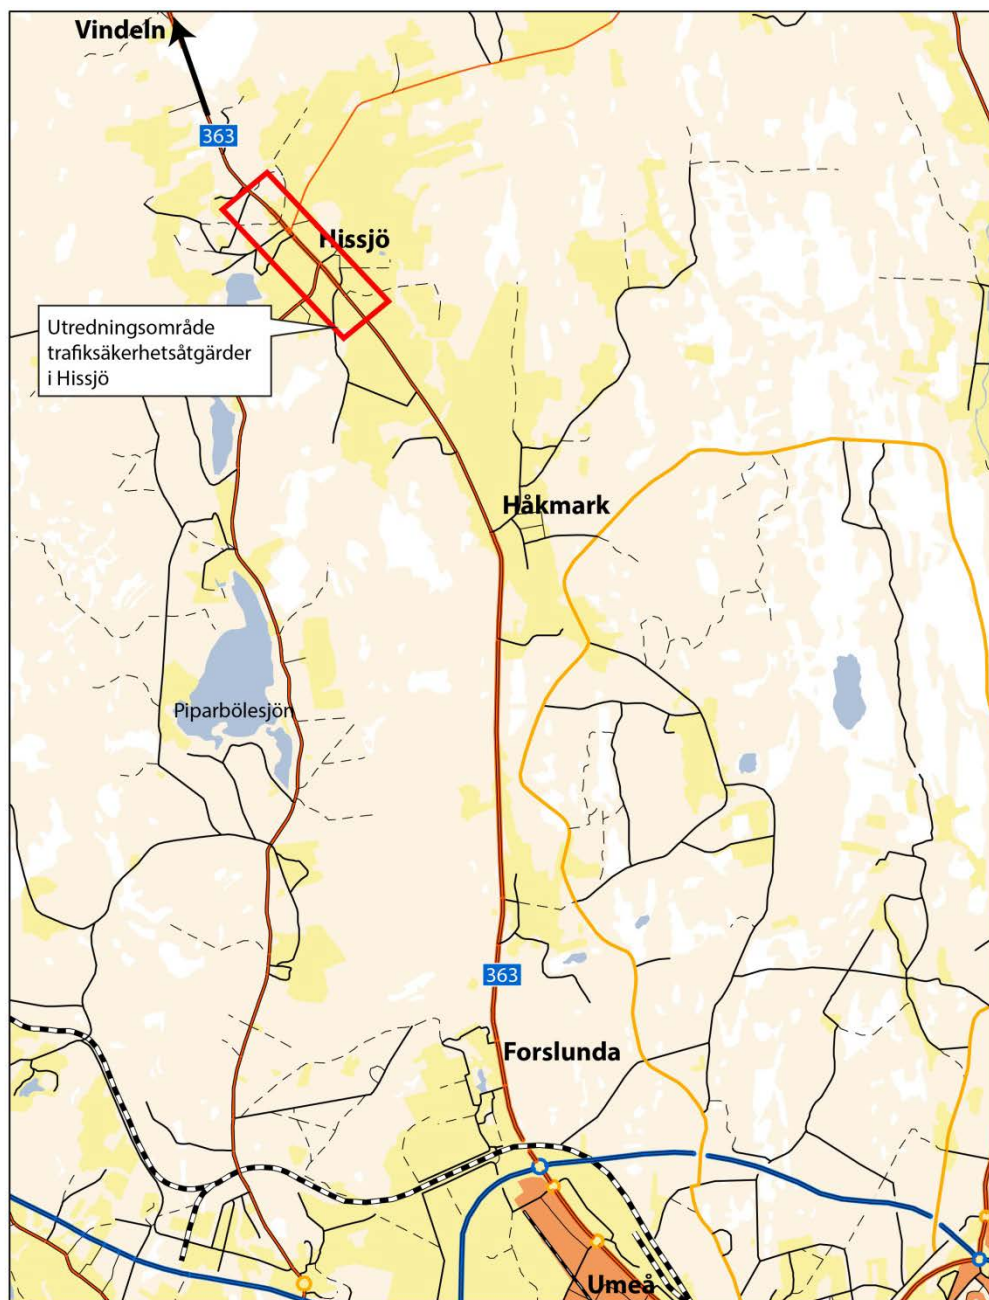 Vindeln
363
Hissjö
Utredningsområde
trafiksäkerhetsåtgärder
i Hissjö
Håkmark
Piparbölesjön
363
Forslunda
Umeå